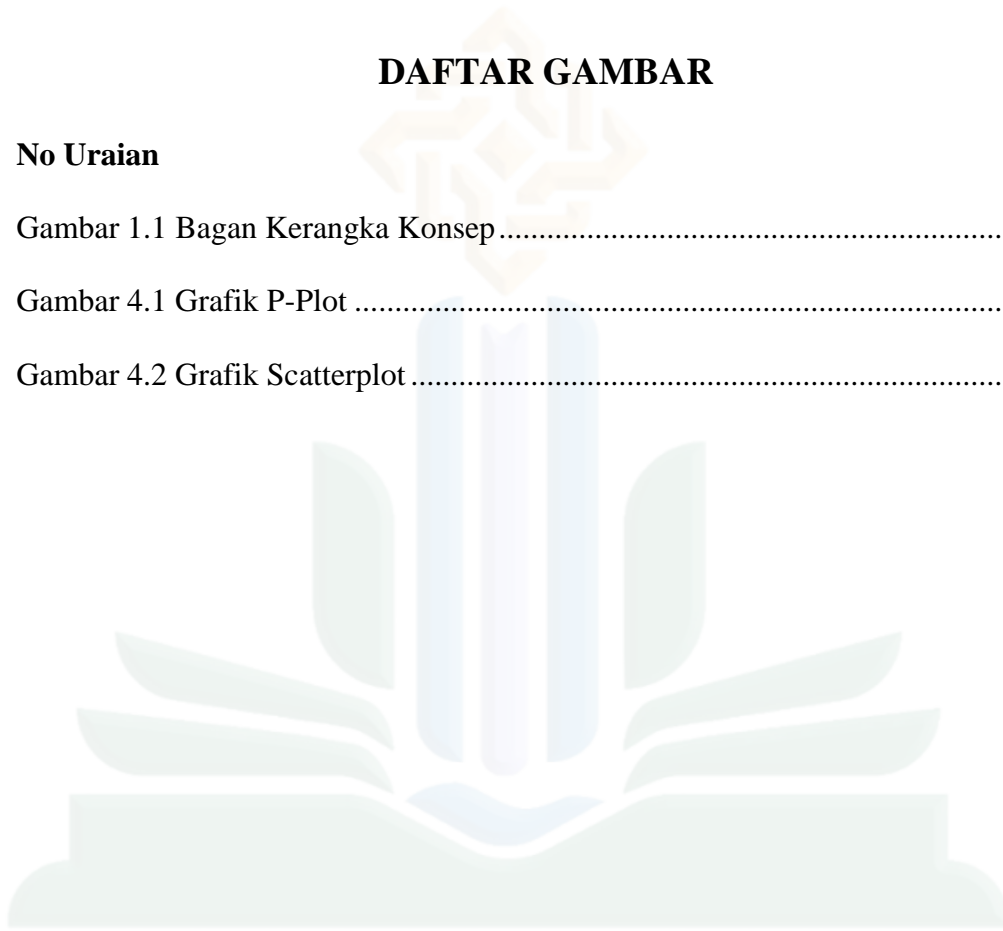 DAFTAR GAMBAR
No Uraian
Gambar 1.1 Bagan Kerangka Konsep................................................................
Gambar 4.1 Grafik P-Plot ..................................................................................
Gambar 4.2 Grafik Scatterplot...........................................................................